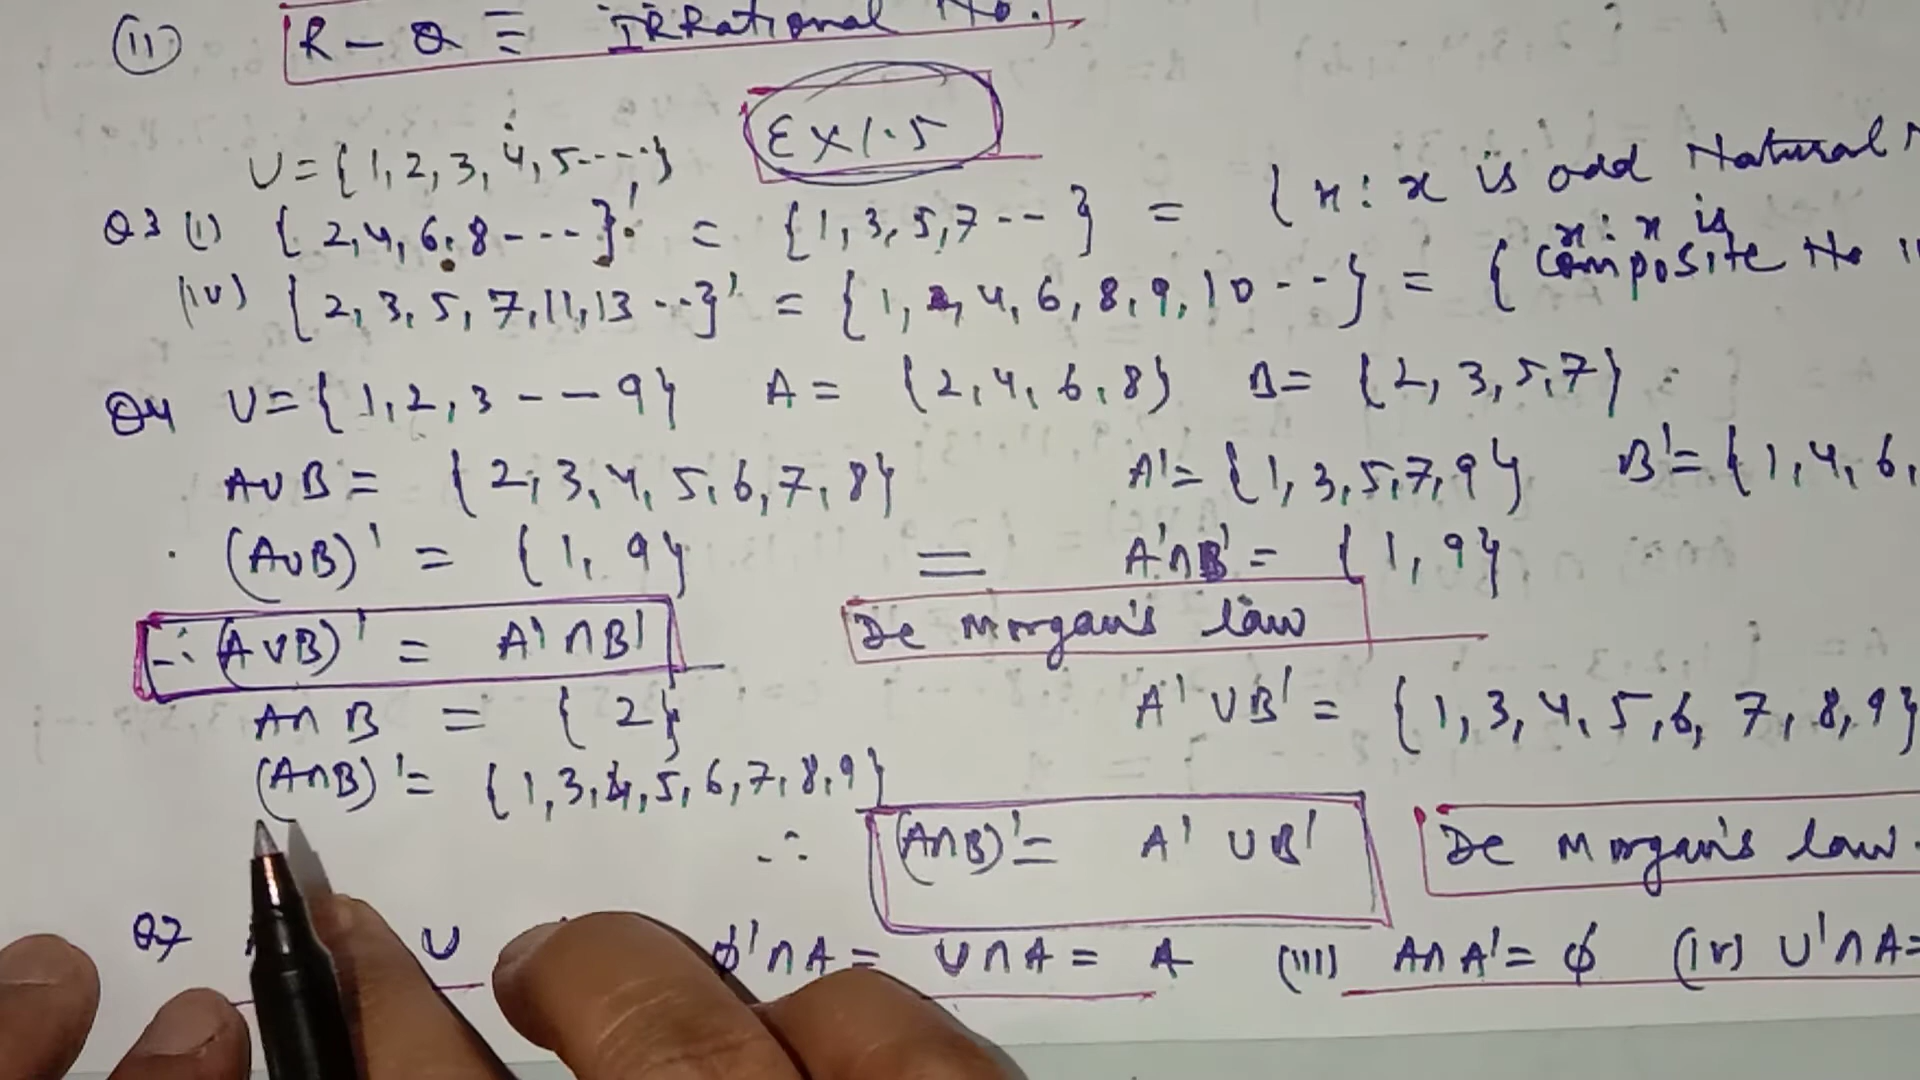 (ii) R - Q = IRRational No.
Ex 1.5
U = { 1, 2, 3, 4, 5 ---- }
Q3 (i) { 2, 4, 6, 8 --- }' = { 1, 3, 5, 7 -- } = { x : x is odd Natural N
(iv) { 2, 3, 5, 7, 11, 13 --- }' = { 1, 4, 6, 8, 9, 10 -- } = { x : x is composite No
Q4 U = { 1, 2, 3 -- 9 } A = { 2, 4, 6, 8 } B = { 2, 3, 5, 7 }
A∪B = { 2, 3, 4, 5, 6, 7, 8 } A' = { 1, 3, 5, 7, 9 } B' = { 1, 4, 6,
(A∪B)' = { 1, 9 } = A'∩B' = { 1, 9 }
∴ (A∪B)' = A'∩B' De Morgan's law
A∩B = { 2 } A'∪B' = { 1, 3, 4, 5, 6, 7, 8, 9 }
(A∩B)' = { 1, 3, 4, 5, 6, 7, 8, 9 }
∴ (A∩B)' = A'∪B' De Morgan's law.
Q7 U ϕ'∩A = U∩A = A (iii) A∩A' = ϕ (iv) U'∩A =